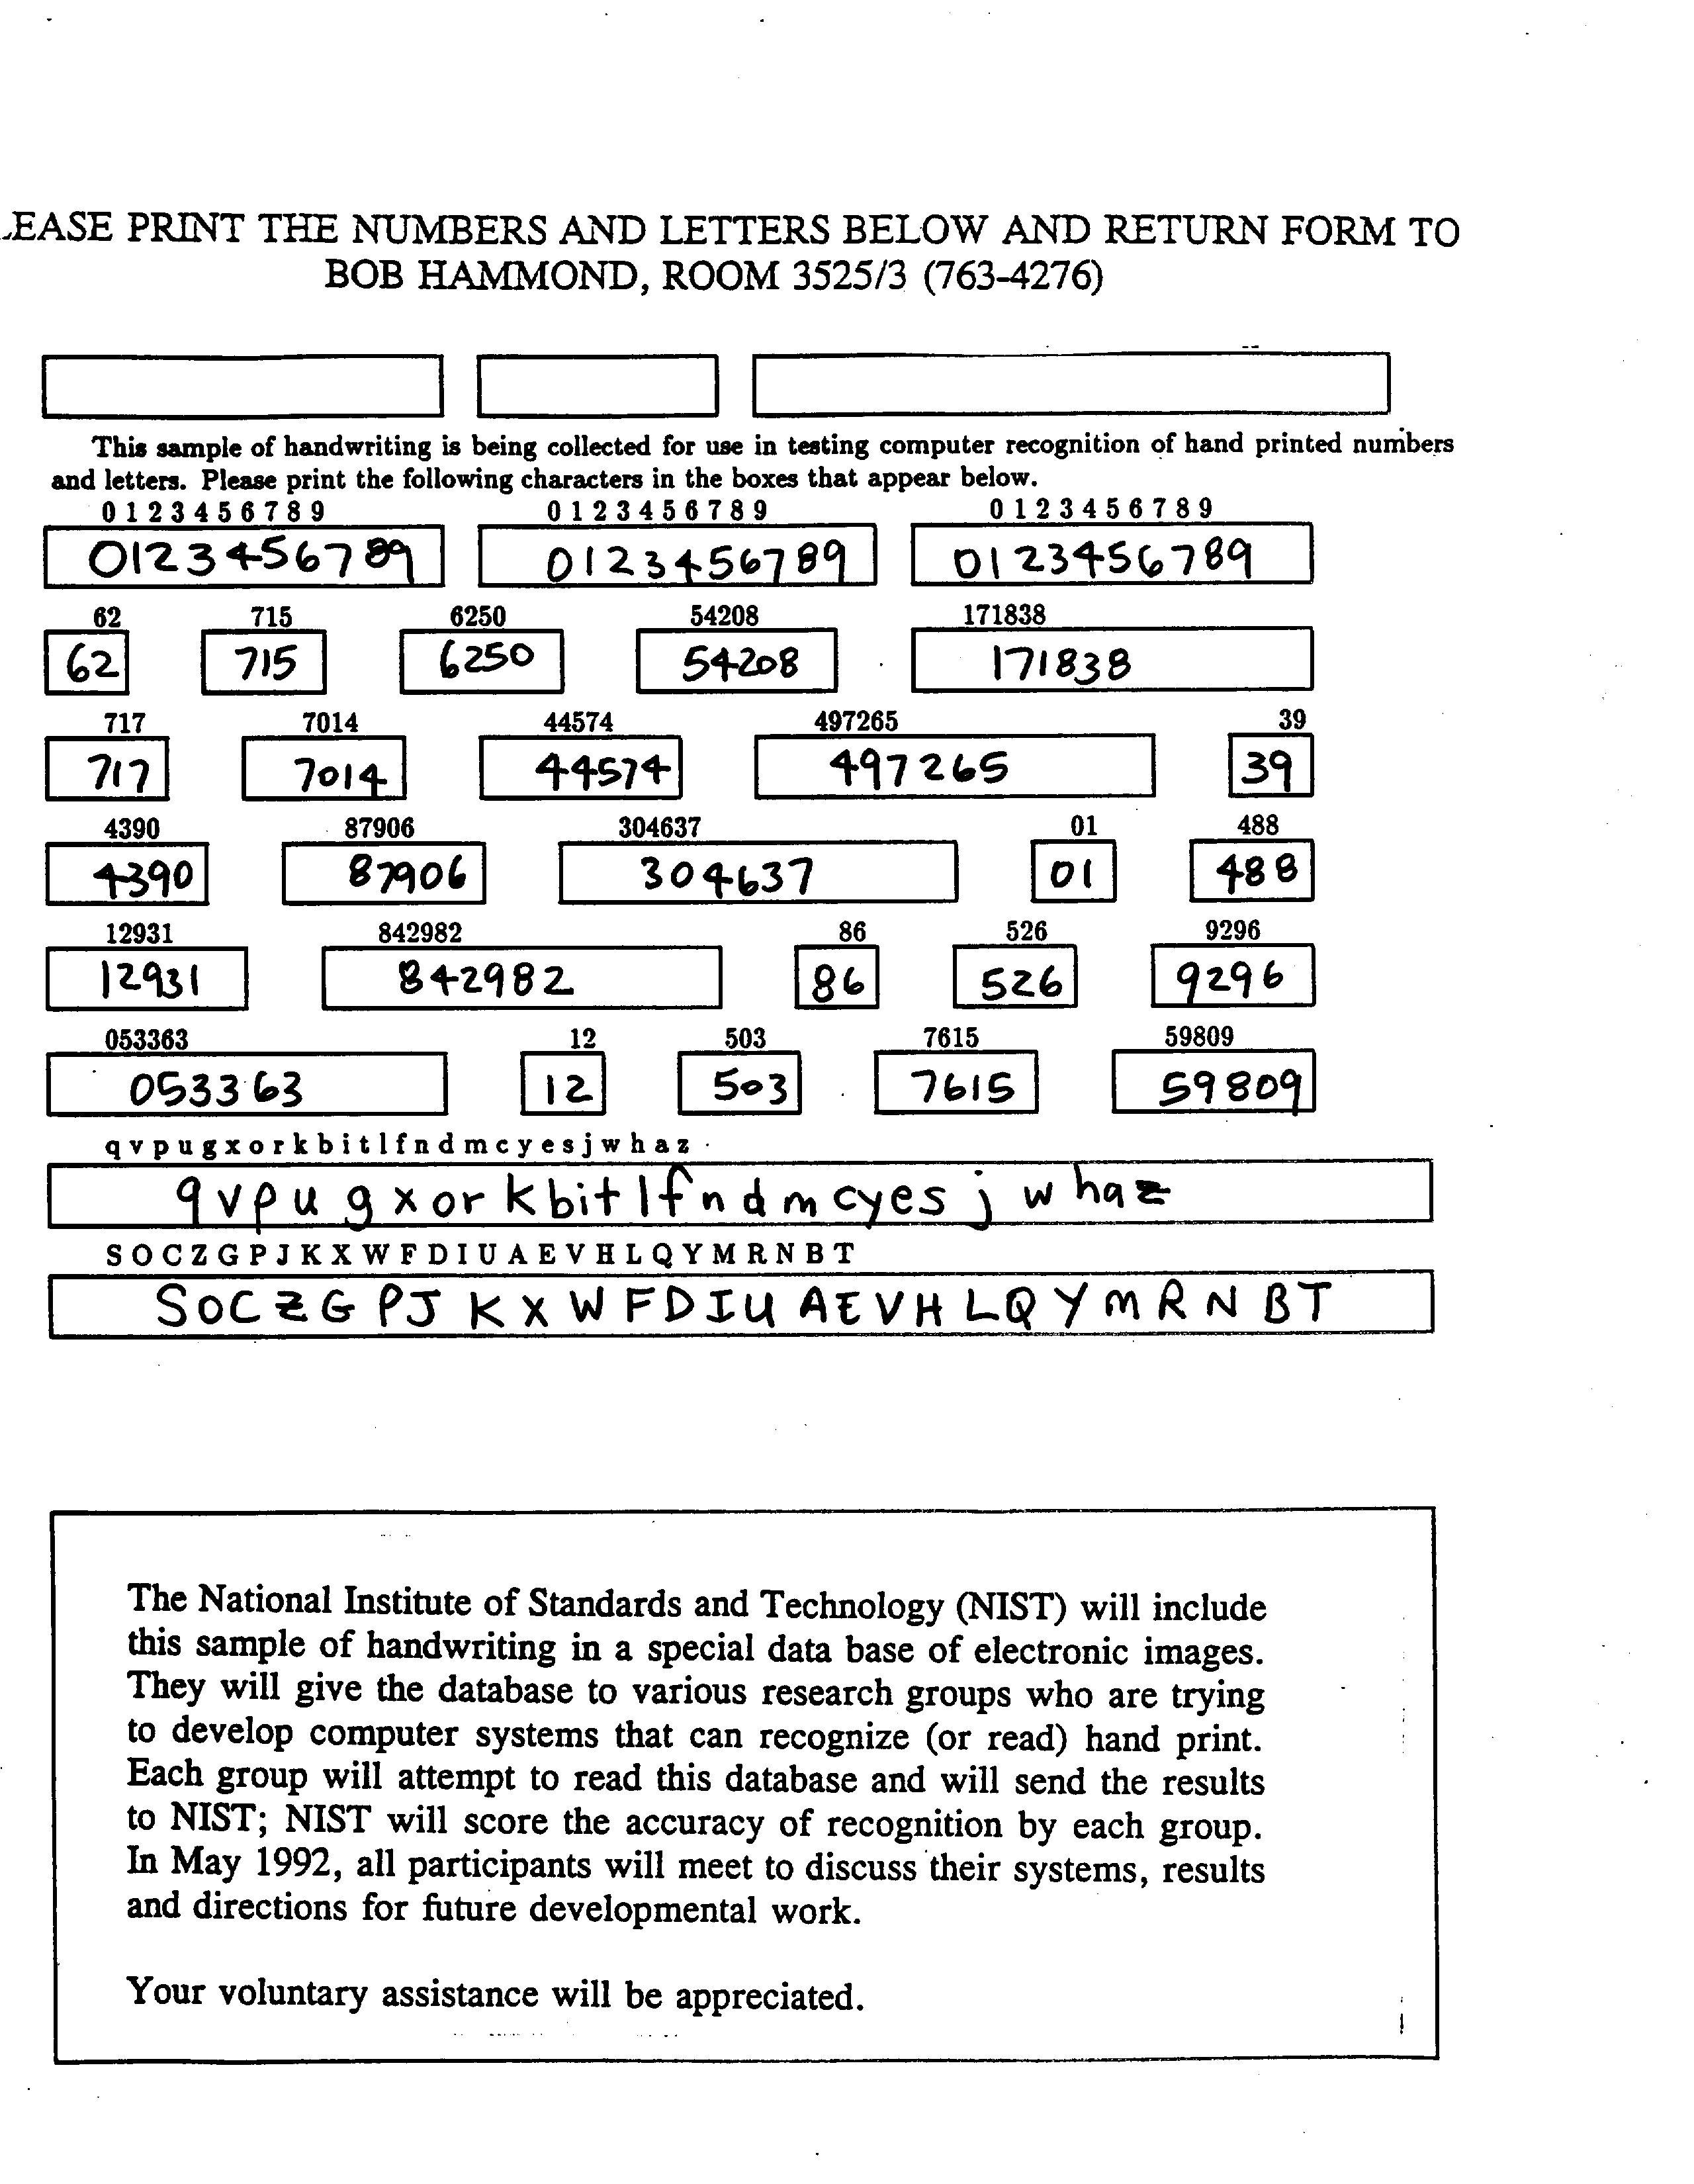 LEASE PRINT THE NUMBERS AND LETTERS BELOW AND RETURN FORM TO
BOB HAMMOND, ROOM 3525/3 (763-4276)
This sample of handwriting is being collected for use in testing computer recognition of hand printed numbers
and letters. Please print the following characters in the boxes that appear below.
0 1 2 3 4 5 6 7 8 9 0 1 2 3 4 5 6 7 8 9 0 1 2 3 4 5 6 7 8 9
0123456789 0123456789 0123456789
62 715 6250 54208 171838
62 715 6250 54208 171838
717 7014 44574 497265 39
717 7014 44574 497265 39
4390 87906 304637 01 488
4390 87906 304637 01 488
12931 842982 86 526 9296
12931 842982 86 526 9296
053363 12 503 7615 59809
053363 12 503 7615 59809
q v p u g x o r k b i t l f n d m c y e s j w h a z
q v p u g x o r k b i t l f n d m c y e s j w h a z
S O C Z G P J K X W F D I U A E V H L Q Y M R N B T
S O C Z G P J K X W F D I U A E V H L Q Y M R N B T
The National Institute of Standards and Technology (NIST) will include
this sample of handwriting in a special data base of electronic images.
They will give the database to various research groups who are trying
to develop computer systems that can recognize (or read) hand print.
Each group will attempt to read this database and will send the results
to NIST; NIST will score the accuracy of recognition by each group.
In May 1992, all participants will meet to discuss their systems, results
and directions for future developmental work.
Your voluntary assistance will be appreciated.